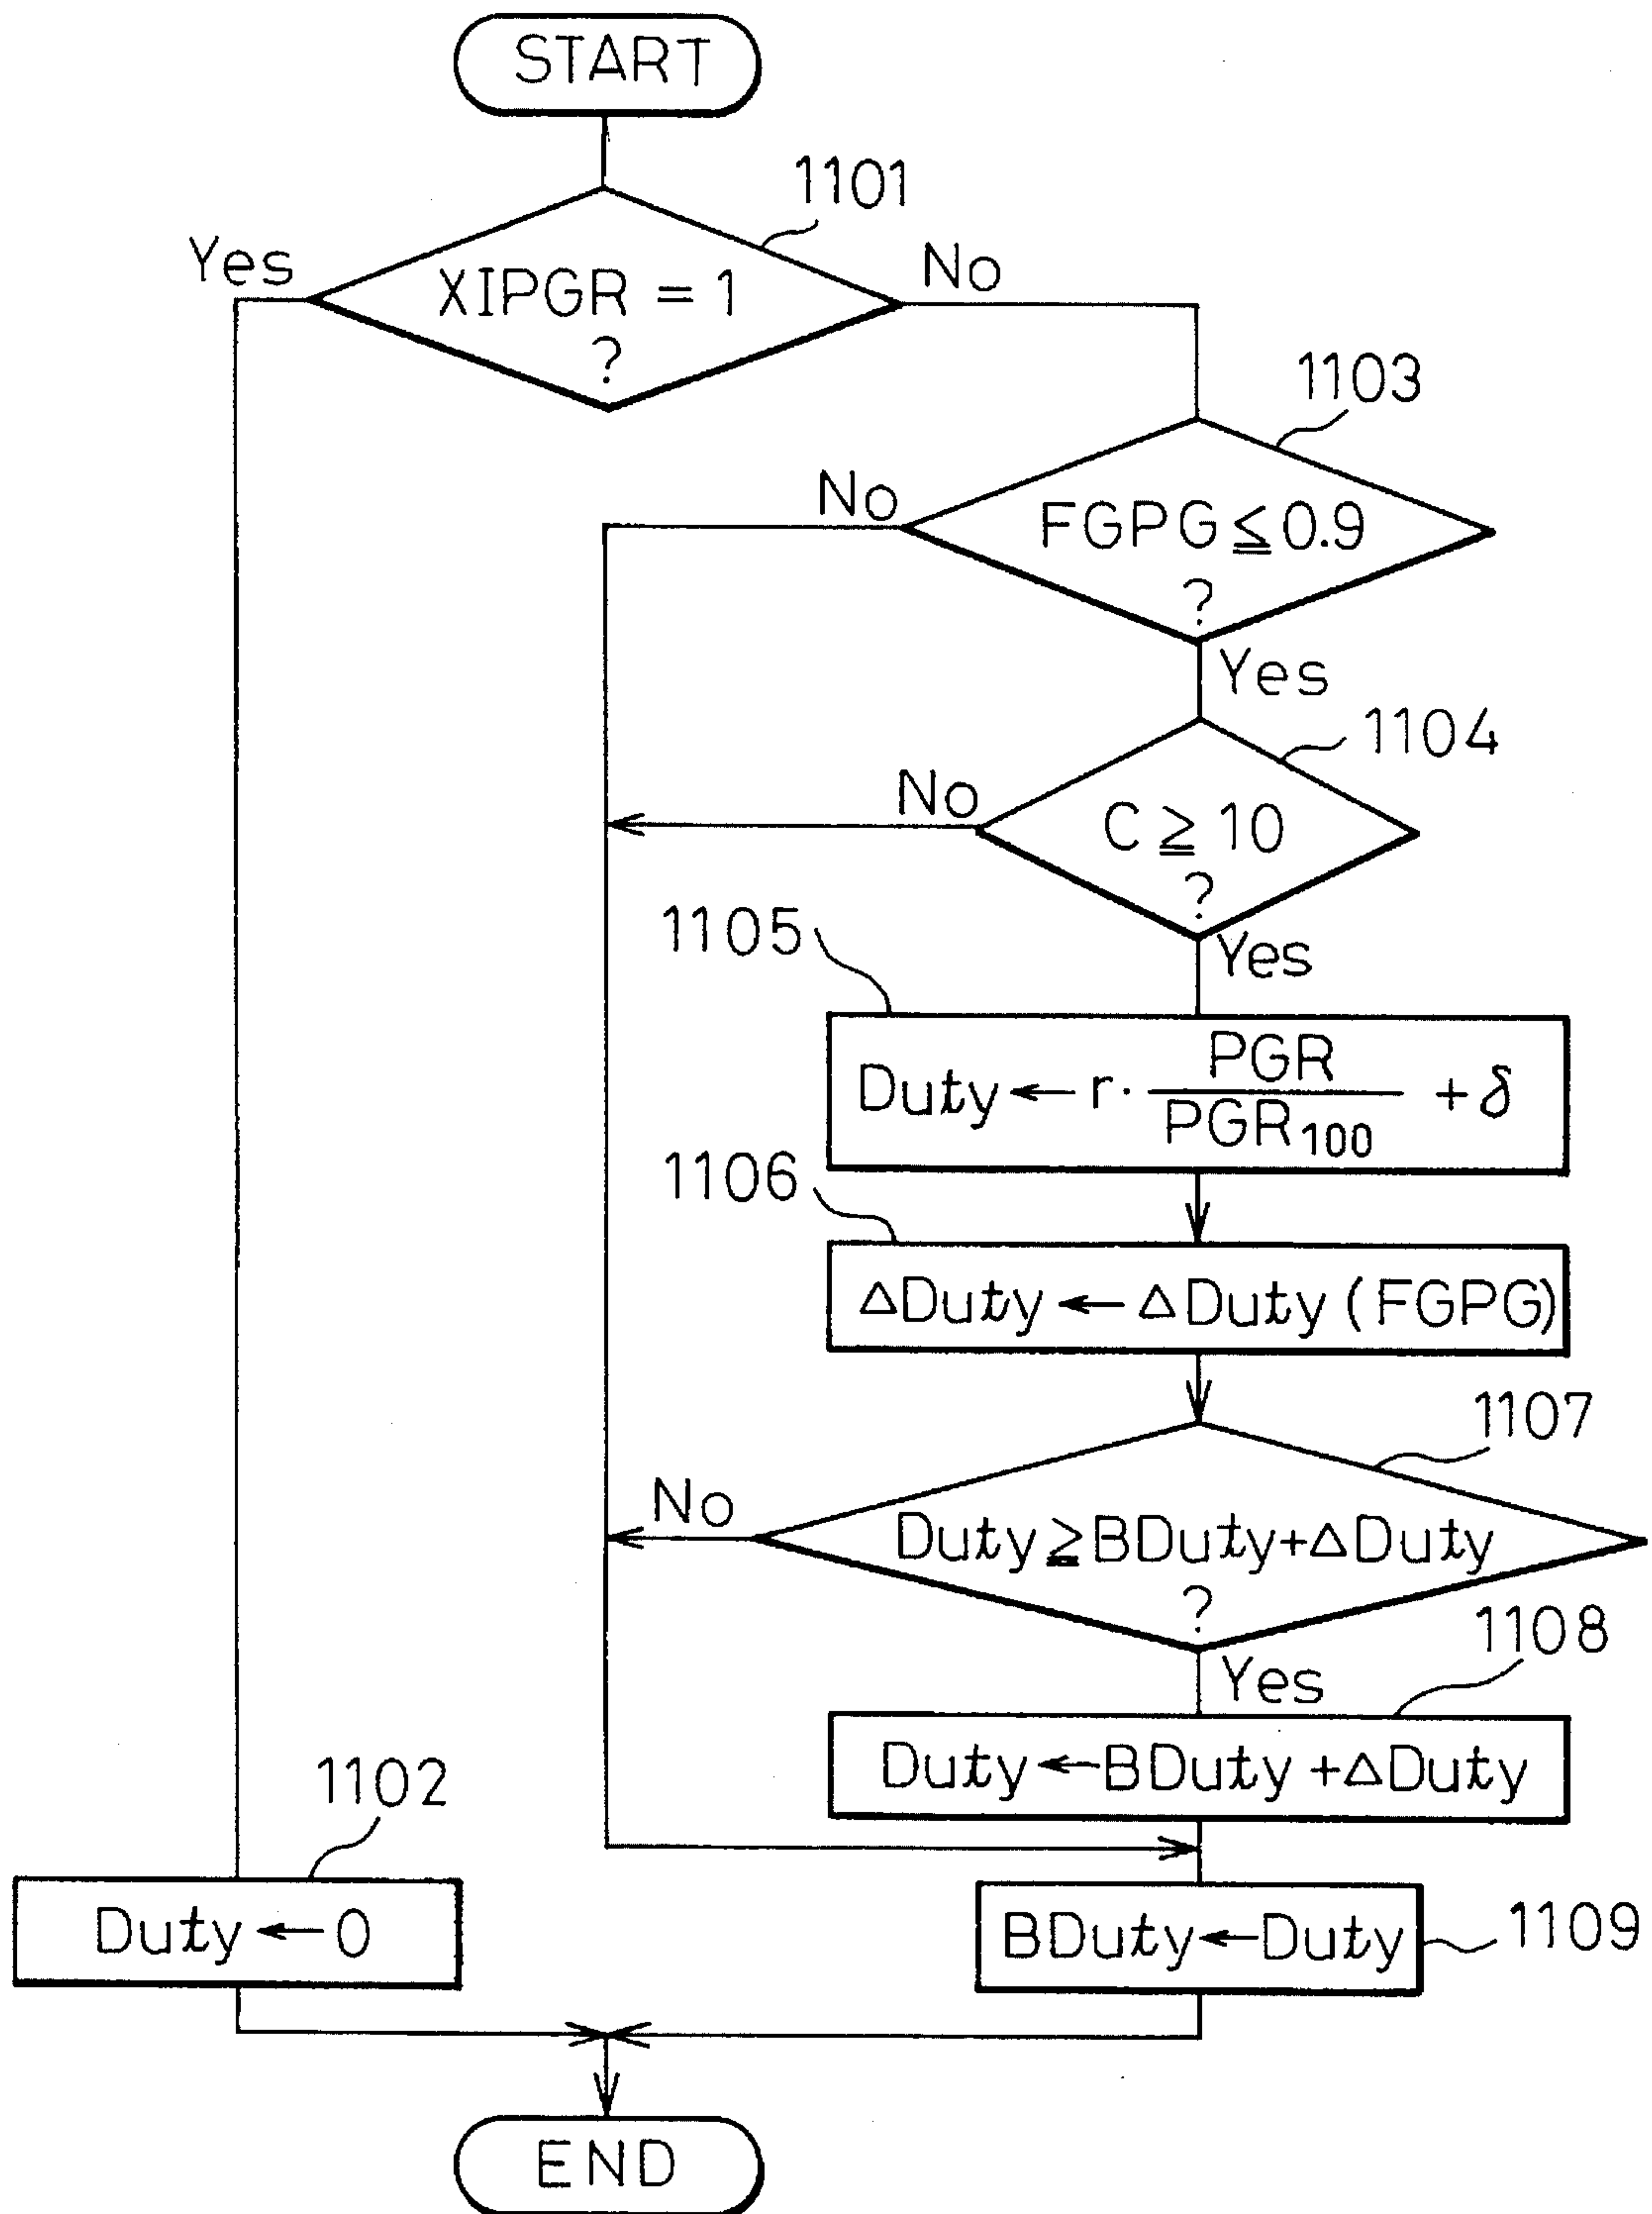 START
1101
Yes
XIPGR = 1
?
No
1103
No
FGPG ≦ 0.9
?
Yes
1104
No
C ≧ 10
?
Yes
1105
Duty ← r · PGR / PGR₁₀₀ + δ
1106
ΔDuty ← ΔDuty (FGPG)
1107
No
Duty ≧ BDuty + ΔDuty
?
1108
Yes
Duty ← BDuty + ΔDuty
1102
Duty ← 0
BDuty ← Duty
1109
END